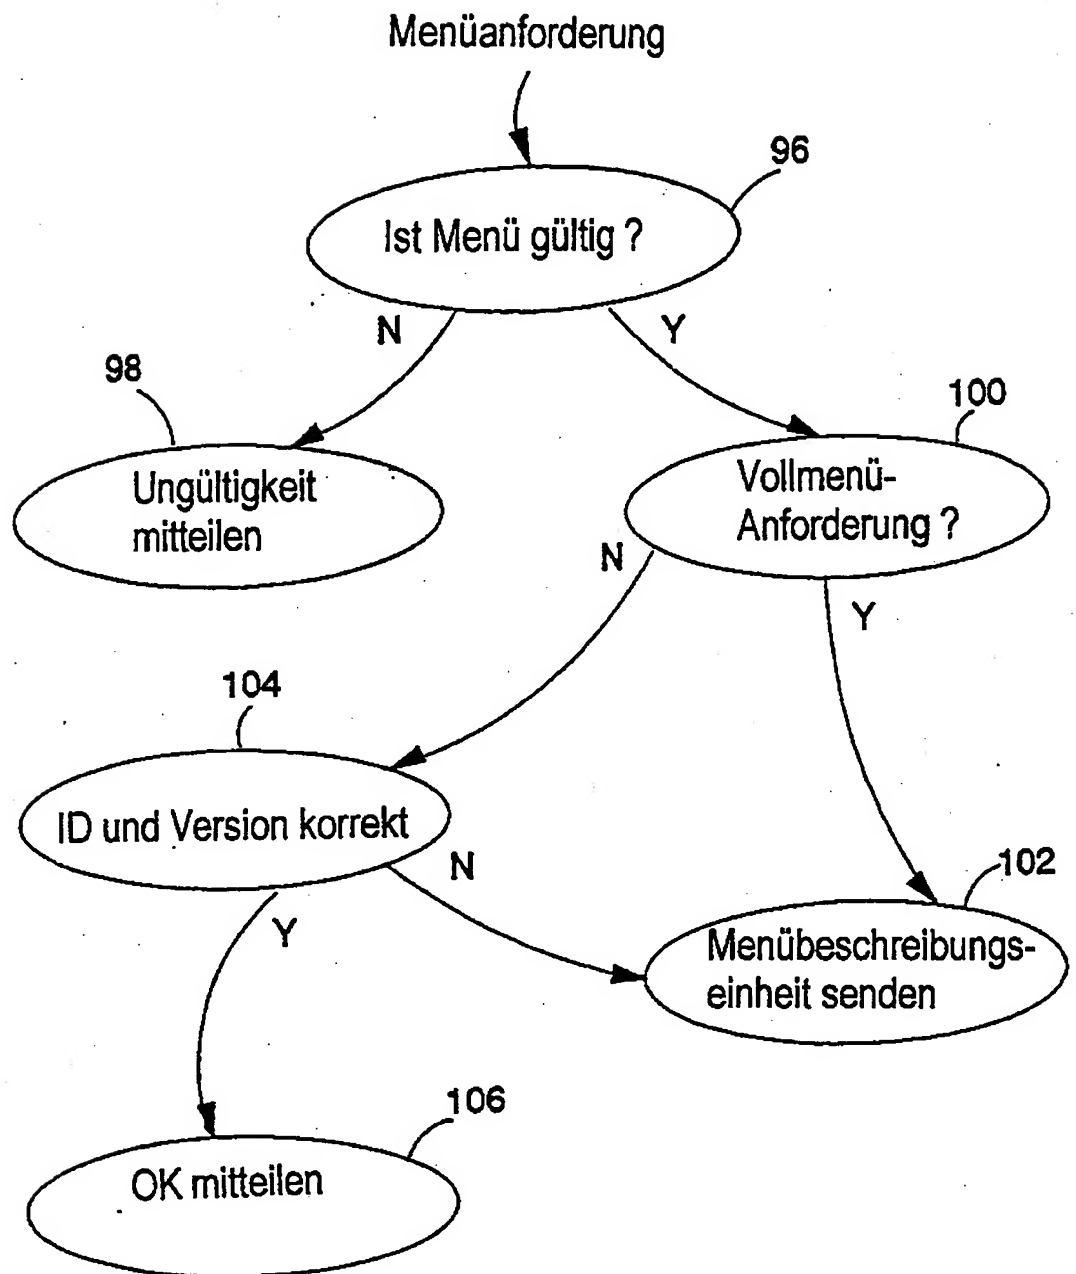 Menüanforderung
96
Ist Menü gültig ?
N
Y
98
100
Ungültigkeit
mitteilen
Vollmenü-
Anforderung ?
N
Y
104
ID und Version korrekt
N
102
Y
Menübeschreibungs-
einheit senden
106
OK mitteilen